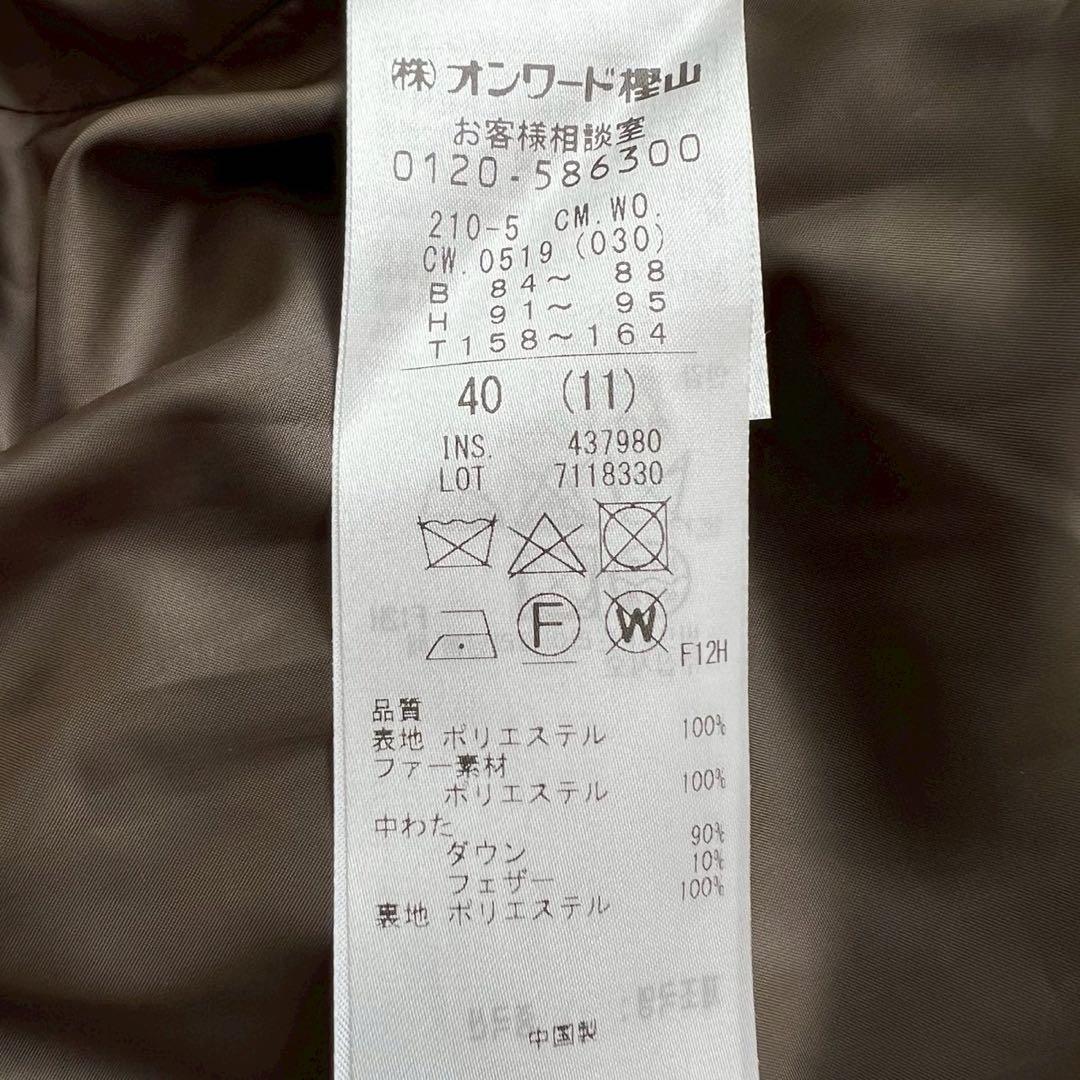 (株)オンワード樫山
お客様相談室
0120-586300
210-5 CM.WO.
CW.0519(030)
B 84~ 88
H 91~ 95
T158~164
40 (11)
INS. 437980
LOT 7118330
F W F12H
品質
表地 ポリエステル 100%
ファー素材
ポリエステル 100%
中わた
ダウン 90%
フェザー 10%
裏地 ポリエステル 100%
中国製